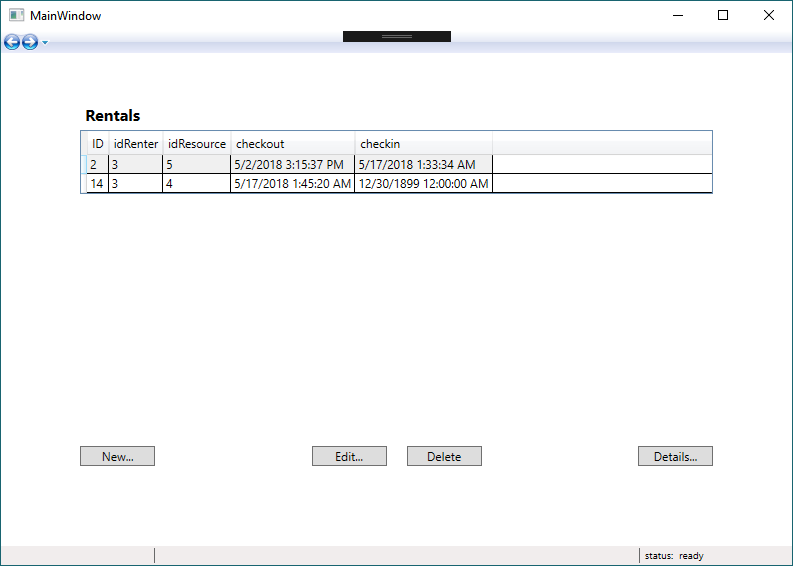 MainWindow
Rentals
ID idRenter idResource checkout checkin
2 3 5 5/2/2018 3:15:37 PM 5/17/2018 1:33:34 AM
14 3 4 5/17/2018 1:45:20 AM 12/30/1899 12:00:00 AM
New... Edit... Delete Details...
status: ready